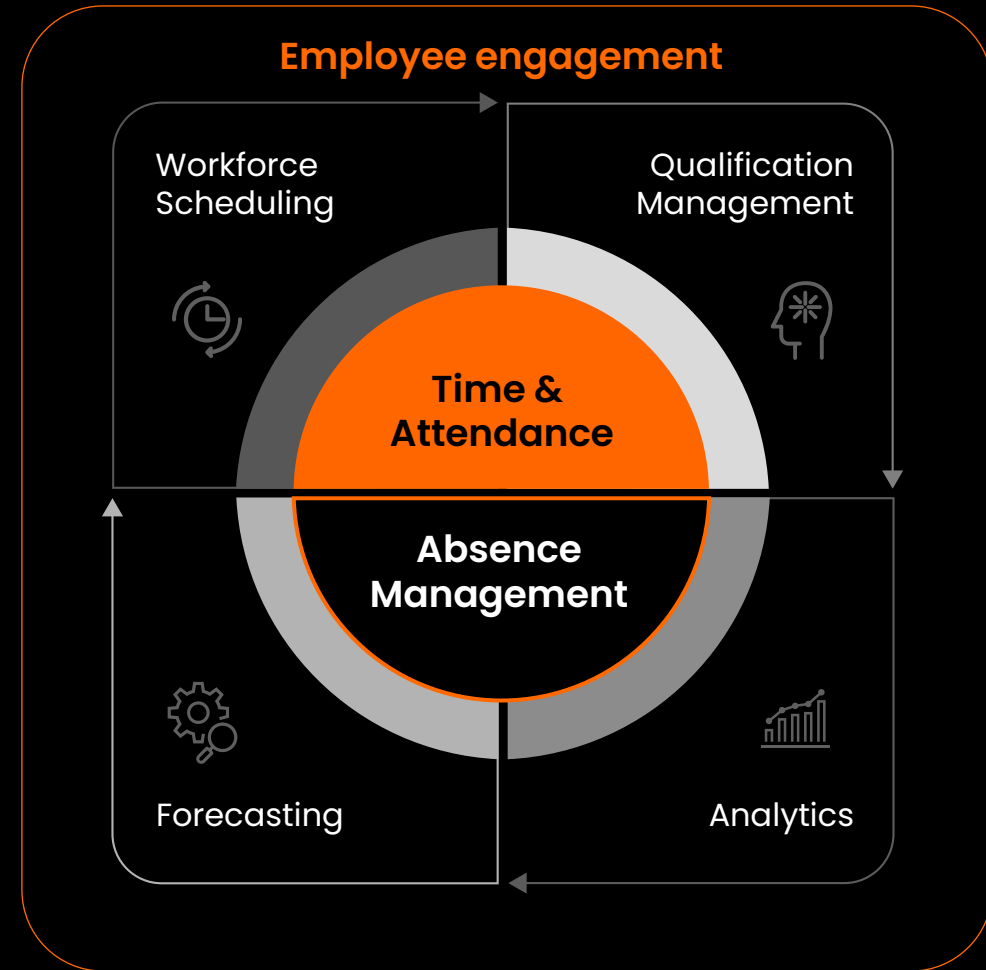 Employee engagement
Workforce
Scheduling
Qualification
Management
Time &
Attendance
Absence
Management
Forecasting
Analytics